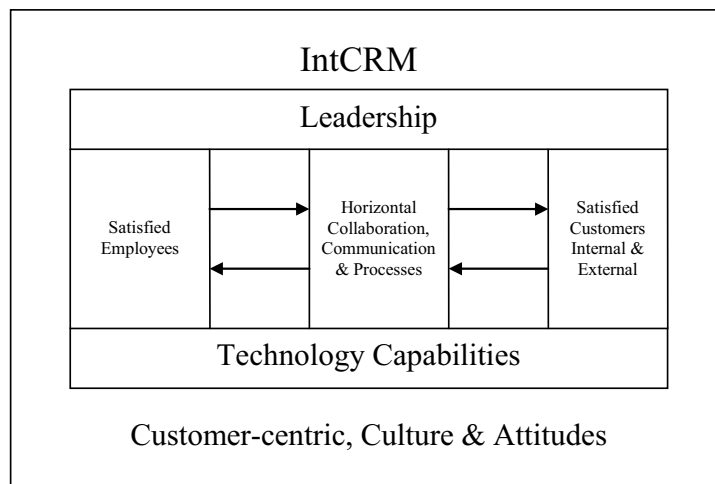 IntCRM
Leadership
Satisfied
Employees
Horizontal
Collaboration,
Communication
& Processes
Satisfied
Customers
Internal &
External
Technology Capabilities
Customer-centric, Culture & Attitudes